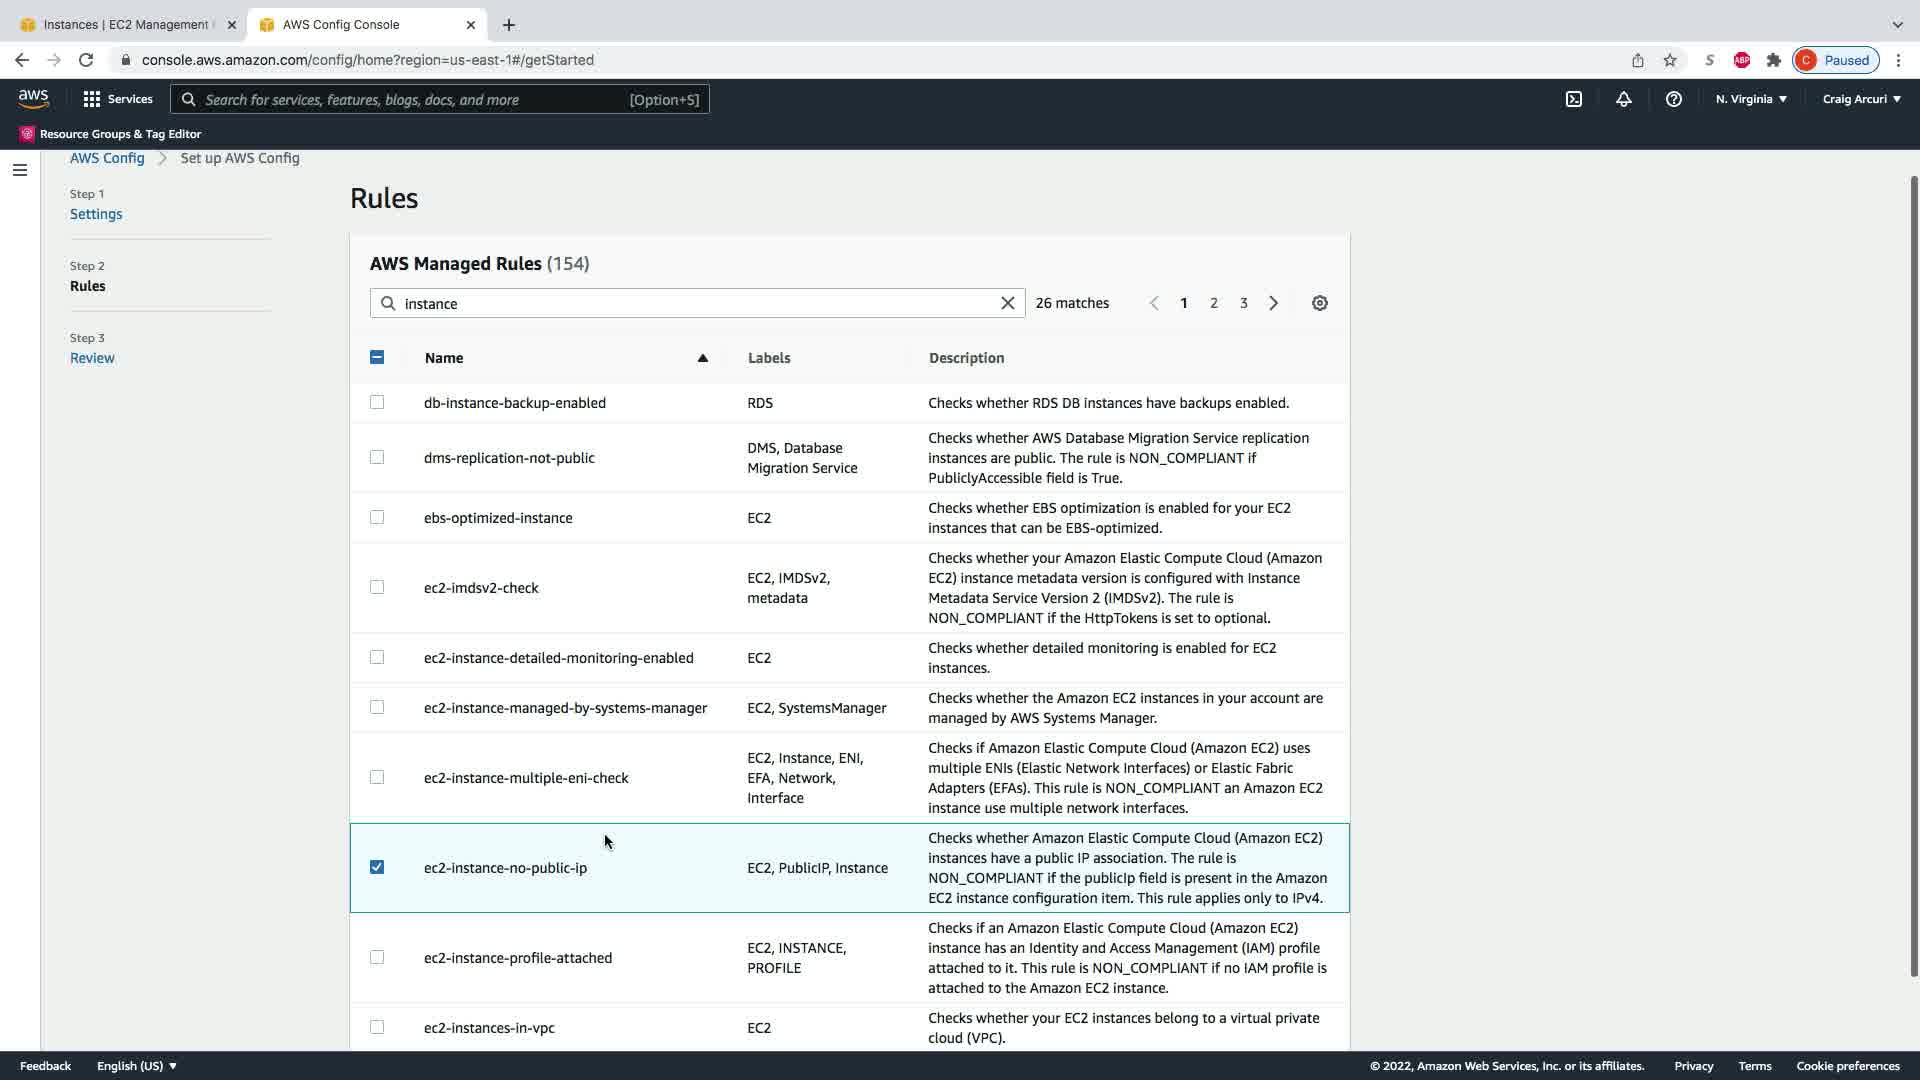 Instances | EC2 Management
AWS Config Console
console.aws.amazon.com/config/home?region=us-east-1#/getStarted
S
ABP
C
Paused
aws
Services
Search for services, features, blogs, docs, and more
[Option+S]
N. Virginia
Craig Arcuri
Resource Groups & Tag Editor
AWS Config
Set up AWS Config
Step 1
Settings
Step 2
Rules
Step 3
Review
Rules
AWS Managed Rules (154)
instance
26 matches
1 2 3
Name Labels Description
db-instance-backup-enabled
RDS
Checks whether RDS DB instances have backups enabled.
dms-replication-not-public
DMS, Database
Migration Service
Checks whether AWS Database Migration Service replication
instances are public. The rule is NON_COMPLIANT if
PubliclyAccessible field is True.
ebs-optimized-instance
EC2
Checks whether EBS optimization is enabled for your EC2
instances that can be EBS-optimized.
ec2-imdsv2-check
EC2, IMDSv2,
metadata
Checks whether your Amazon Elastic Compute Cloud (Amazon
EC2) instance metadata version is configured with Instance
Metadata Service Version 2 (IMDSv2). The rule is
NON_COMPLIANT if the HttpTokens is set to optional.
ec2-instance-detailed-monitoring-enabled
EC2
Checks whether detailed monitoring is enabled for EC2
instances.
ec2-instance-managed-by-systems-manager
EC2, SystemsManager
Checks whether the Amazon EC2 instances in your account are
managed by AWS Systems Manager.
ec2-instance-multiple-eni-check
EC2, Instance, ENI,
EFA, Network,
Interface
Checks if Amazon Elastic Compute Cloud (Amazon EC2) uses
multiple ENIs (Elastic Network Interfaces) or Elastic Fabric
Adapters (EFAs). This rule is NON_COMPLIANT an Amazon EC2
instance use multiple network interfaces.
ec2-instance-no-public-ip
EC2, PublicIP, Instance
Checks whether Amazon Elastic Compute Cloud (Amazon EC2)
instances have a public IP association. The rule is
NON_COMPLIANT if the publicIp field is present in the Amazon
EC2 instance configuration item. This rule applies only to IPv4.
ec2-instance-profile-attached
EC2, INSTANCE,
PROFILE
Checks if an Amazon Elastic Compute Cloud (Amazon EC2)
instance has an Identity and Access Management (IAM) profile
attached to it. This rule is NON_COMPLIANT if no IAM profile is
attached to the Amazon EC2 instance.
ec2-instances-in-vpc
EC2
Checks whether your EC2 instances belong to a virtual private
cloud (VPC).
Feedback
English (US)
© 2022, Amazon Web Services, Inc. or its affiliates.
Privacy
Terms
Cookie preferences